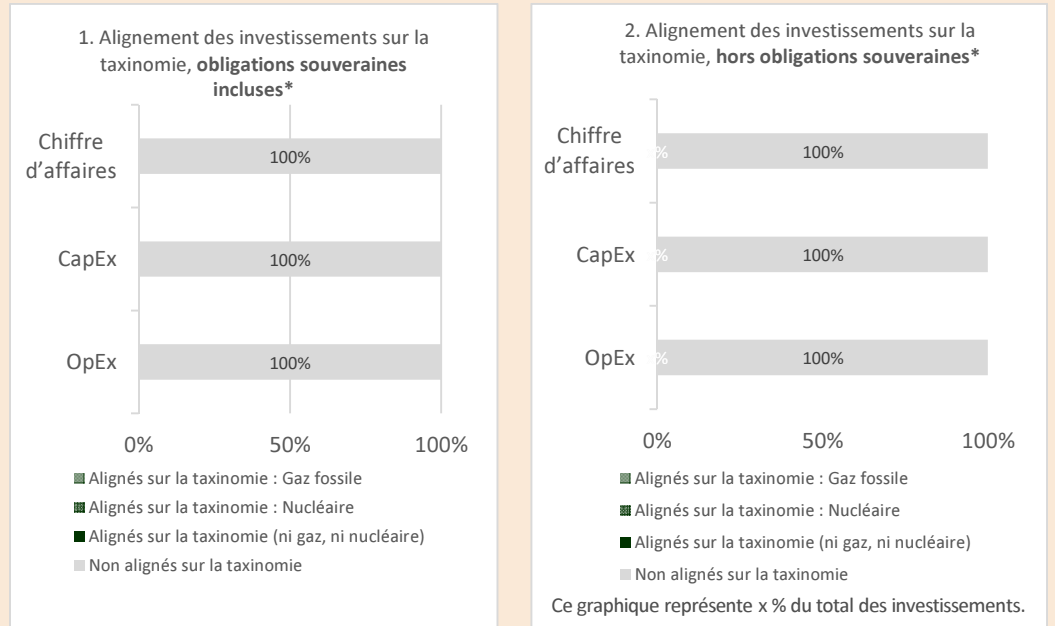 1. Alignement des investissements sur la
taxinomie, obligations souveraines
incluses*
Chiffre
d'affaires
100%
CapEx
100%
OpEx
100%
0% 50% 100%
Alignés sur la taxinomie : Gaz fossile
Alignés sur la taxinomie : Nucléaire
Alignés sur la taxinomie (ni gaz, ni nucléaire)
Non alignés sur la taxinomie
2. Alignement des investissements sur la
taxinomie, hors obligations souveraines*
Chiffre
d'affaires
% 100%
CapEx
% 100%
OpEx
% 100%
0% 50% 100%
Alignés sur la taxinomie : Gaz fossile
Alignés sur la taxinomie : Nucléaire
Alignés sur la taxinomie (ni gaz, ni nucléaire)
Non alignés sur la taxinomie
Ce graphique représente x % du total des investissements.